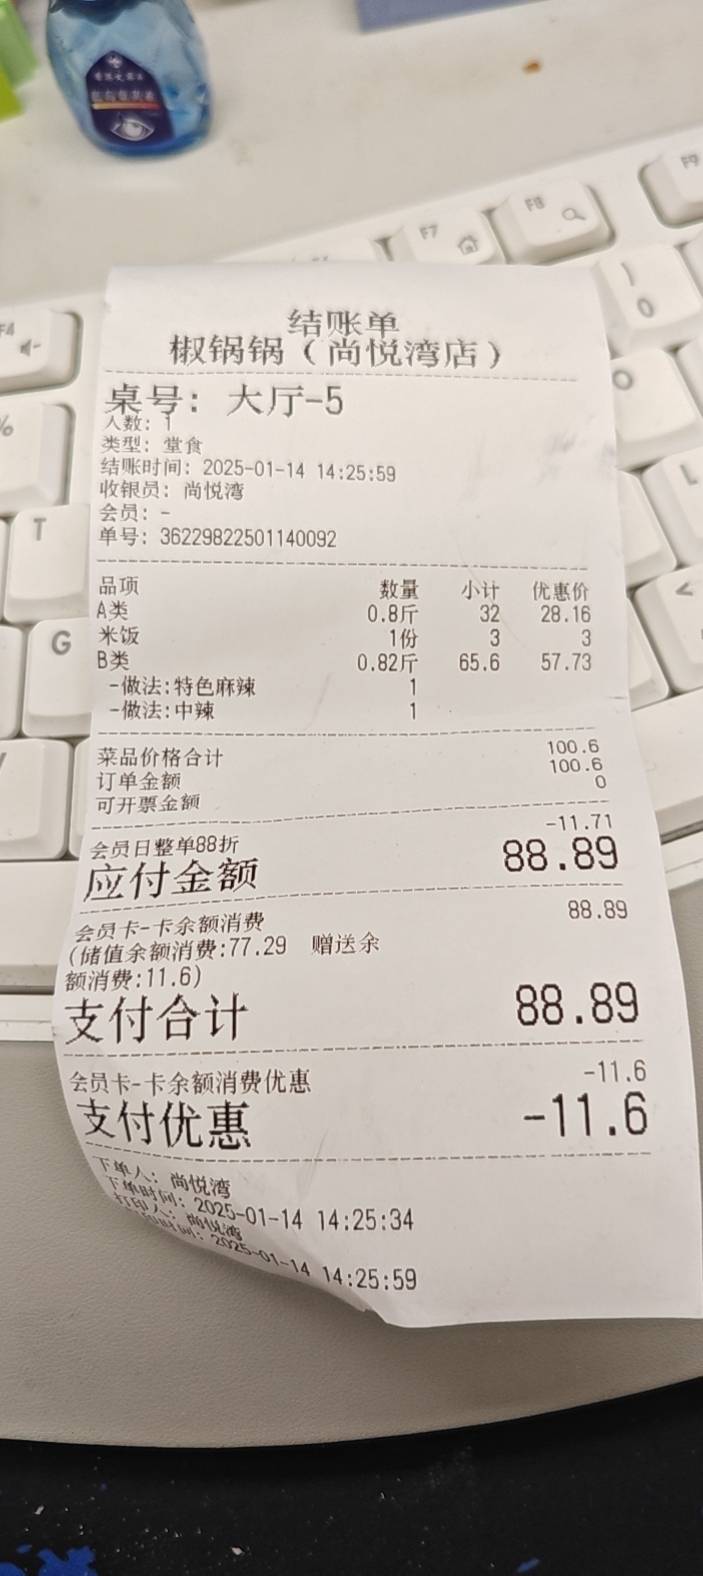 F7
F8
F9
F4
%
)
0
O
T
L
G
<
结账单
椒锅锅（尚悦湾店）
桌号: 大厅-5
人数: 1
类型: 堂食
结账时间: 2025-01-14 14:25:59
收银员: 尚悦湾
会员: -
单号: 36229822501140092
品项 数量 小计 优惠价
A类 0.8斤 32 28.16
米饭 1份 3 3
B类 0.82斤 65.6 57.73
-做法:特色麻辣 1
-做法:中辣 1
菜品价格合计 100.6
订单金额 100.6
可开票金额 0
会员日整单88折 -11.71
应付金额 88.89
会员卡-卡余额消费 88.89
(储值余额消费:77.29 赠送余
额消费:11.6)
支付合计 88.89
会员卡-卡余额消费优惠 -11.6
支付优惠 -11.6
下单人: 尚悦湾
下单时间: 2025-01-14 14:25:34
打印人: 尚悦湾
印时间: 2025-01-14 14:25:59